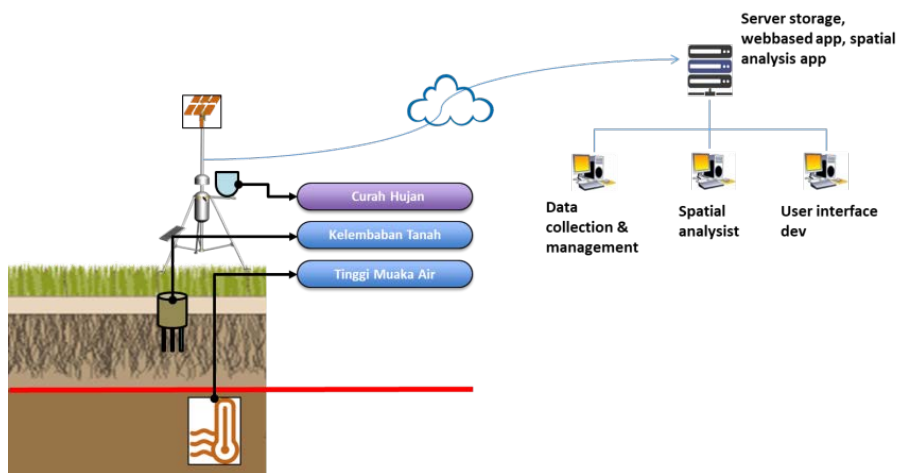 Server storage,
webbased app, spatial
analysis app
Curah Hujan
Kelembaban Tanah
Tinggi Muaka Air
Data
collection &
management
Spatial
analysist
User interface
dev